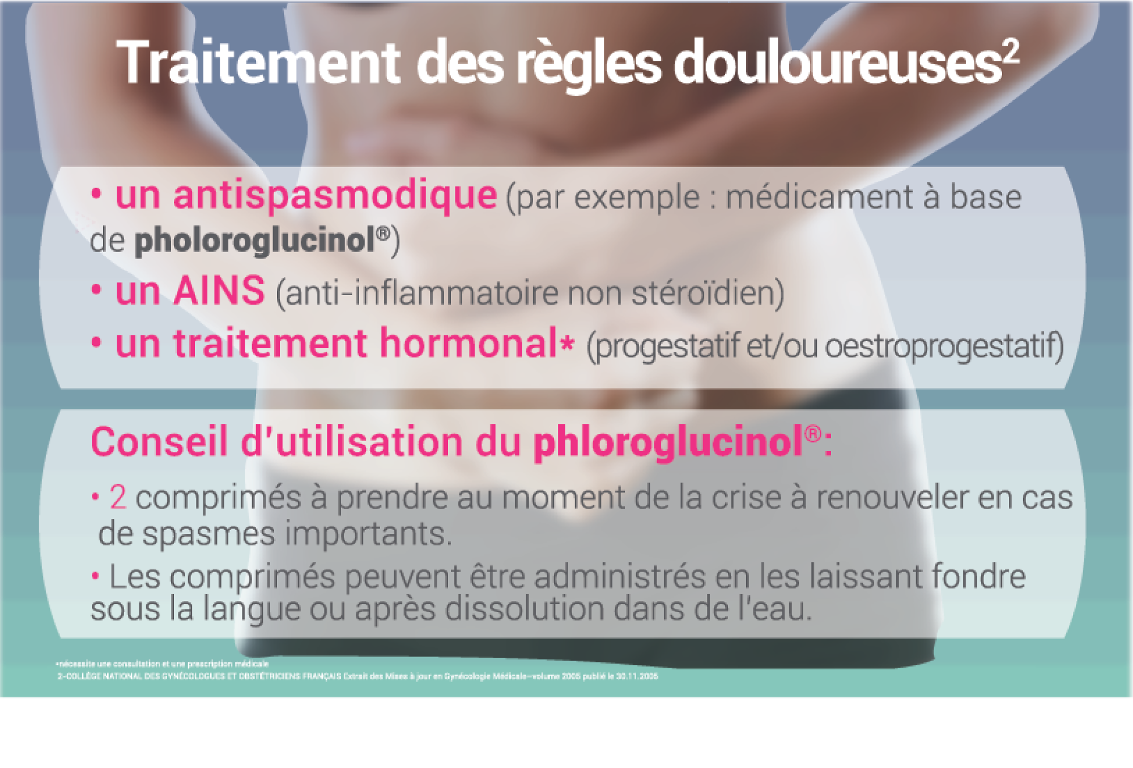 Traitement des règles douloureuses²
• un antispasmodique (par exemple : médicament à base
de pholoroglucinol®)
• un AINS (anti-inflammatoire non stéroïdien)
• un traitement hormonal* (progestatif et/ou oestroprogestatif)
Conseil d'utilisation du phloroglucinol®:
• 2 comprimés à prendre au moment de la crise à renouveler en cas
de spasmes importants.
• Les comprimés peuvent être administrés en les laissant fondre
sous la langue ou après dissolution dans de l'eau.
*nécessite une consultation et une prescription médicale
2-COLLÈGE NATIONAL DES GYNÉCOLOGUES ET OBSTÉTRICIENS FRANÇAIS Extrait des Mises à jour en Gynécologie Médicale–volume 2005 publié le 30.11.2005